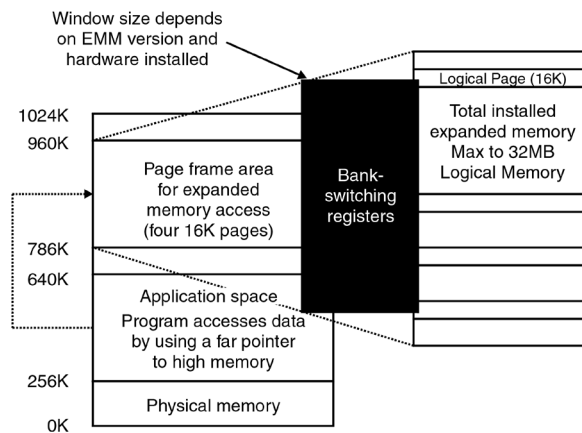 Window size depends
on EMM version and
hardware installed
1024K
960K
786K
640K
256K
0K
Page frame area
for expanded
memory access
(four 16K pages)
Application space
Program accesses data
by using a far pointer
to high memory
Physical memory
Bank-
switching
registers
Logical Page (16K)
Total installed
expanded memory
Max to 32MB
Logical Memory